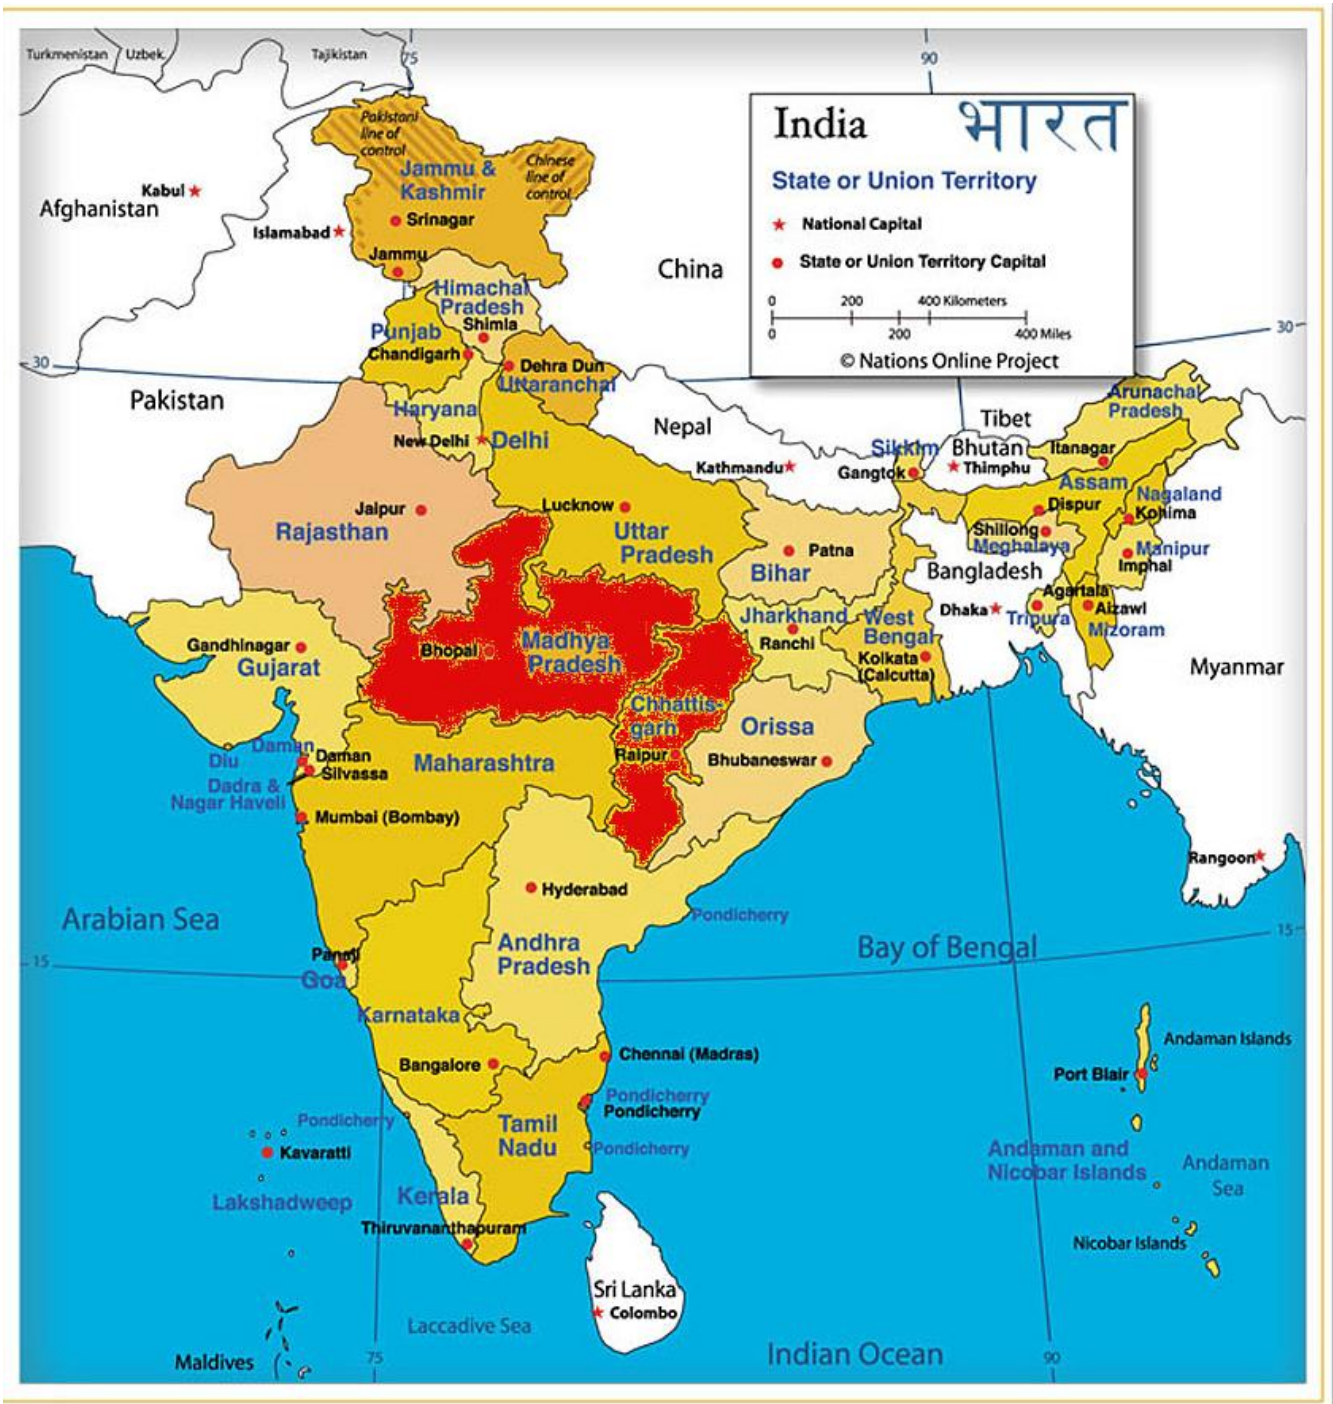 Turkmenistan
Uzbek.
Tajikistan
75
90
Pakistani
line of
control
Chinese
line of
control
Jammu &
Kashmir
Srinagar
Jammu
Kabul
Afghanistan
Islamabad
China
India
भारत
State or Union Territory
National Capital
State or Union Territory Capital
0 200 400 Kilometers
0 200 400 Miles
© Nations Online Project
30
30
Himachal
Pradesh
Shimla
Punjab
Chandigarh
Dehra Dun
Uttaranchal
Pakistan
Haryana
New Delhi
Delhi
Nepal
Kathmandu
Tibet
Sikkim
Gangtok
Bhutan
Thimphu
Arunachal
Pradesh
Itanagar
Assam
Dispur
Nagaland
Kohima
Shillong
Meghalaya
Manipur
Imphal
Jaipur
Rajasthan
Lucknow
Uttar
Pradesh
Patna
Bihar
Bangladesh
Dhaka
Agartala
Tripura
Aizawl
Mizoram
Myanmar
Gandhinagar
Gujarat
Bhopal
Madhya
Pradesh
Jharkhand
Ranchi
West
Bengal
Kolkata
(Calcutta)
Chhattis-
garh
Raipur
Orissa
Bhubaneswar
Daman
Diu
Daman
Silvassa
Dadra &
Nagar Haveli
Maharashtra
Mumbai (Bombay)
Rangoon
Hyderabad
Andhra
Pradesh
Pondicherry
Arabian Sea
Bay of Bengal
15
15
Panaji
Goa
Karnataka
Bangalore
Chennai (Madras)
Pondicherry
Pondicherry
Pondicherry
Pondicherry
Tamil
Nadu
Kavaratti
Lakshadweep
Kerala
Thiruvananthapuram
Andaman Islands
Port Blair
Andaman and
Nicobar Islands
Andaman
Sea
Nicobar Islands
Sri Lanka
Colombo
Laccadive Sea
Maldives
Indian Ocean
75
90